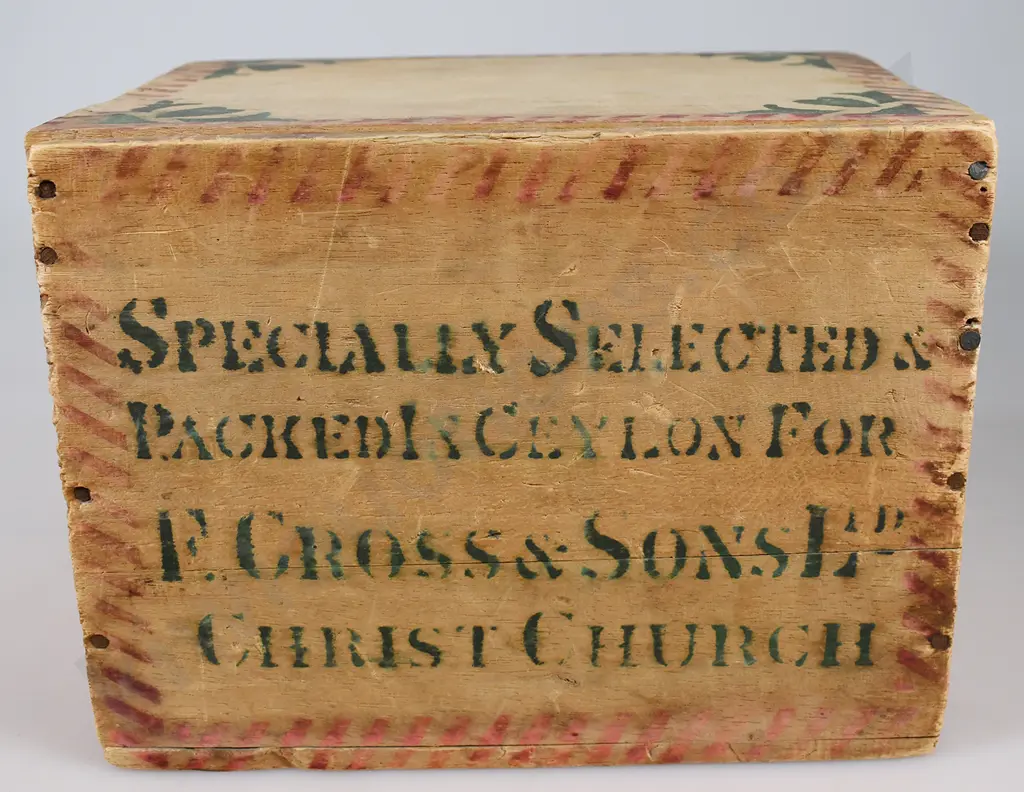 SPECIALLY SELECTED &
PACKED IN CEYLON FOR
F. CROSS & SONS LTD
CHRIST CHURCH